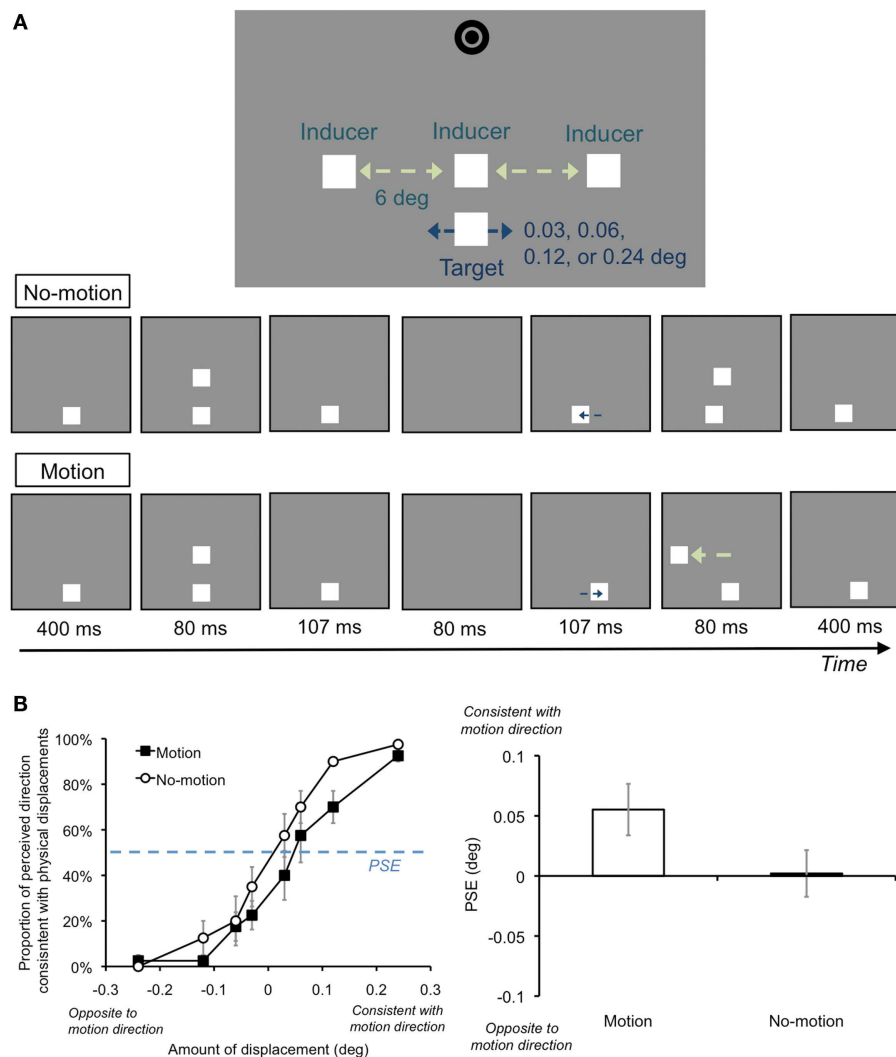 A
Inducer
Inducer
Inducer
6 deg
0.03, 0.06,
0.12, or 0.24 deg
Target
No-motion
Motion
400 ms 80 ms 107 ms 80 ms 107 ms 80 ms 400 ms
Time
B
Proportion of perceived direction
consisntent with physical displacements
100%
80%
60%
40%
20%
0%
Motion
No-motion
PSE
-0.3 -0.2 -0.1 0 0.1 0.2 0.3
Opposite to
motion direction
Consistent with
motion direction
Amount of displacement (deg)
Consistent with
motion direction
PSE (deg)
0.1
0.05
0
-0.05
-0.1
Opposite to
motion direction
Motion No-motion